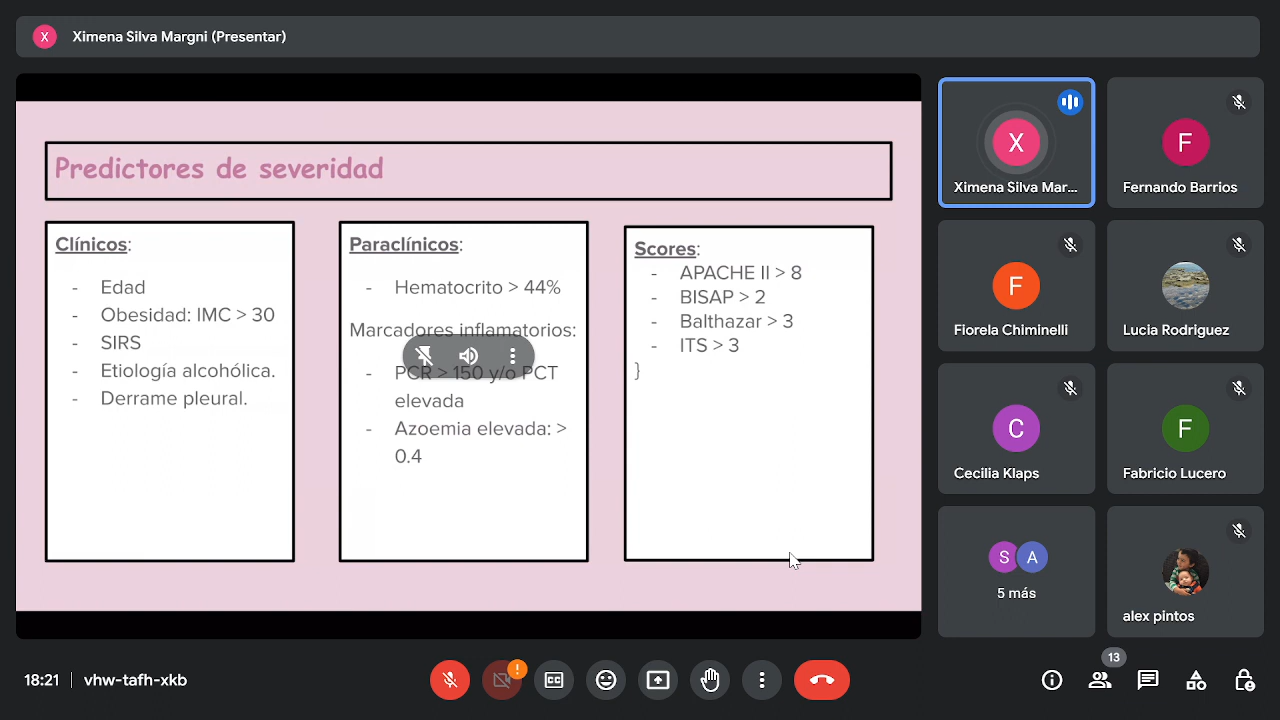 X
Ximena Silva Margni (Presentar)
Predictores de severidad
Clínicos:
- Edad
- Obesidad: IMC > 30
- SIRS
- Etiología alcohólica.
- Derrame pleural.
Paraclínicos:
- Hematocrito > 44%
Marcadores inflamatorios:
- PCR > 150 y/o PCT
elevada
- Azoemia elevada: >
0.4
Scores:
- APACHE II > 8
- BISAP > 2
- Balthazar > 3
- ITS > 3
}
X
Ximena Silva Mar...
F
Fernando Barrios
F
Fiorela Chiminelli
Lucia Rodriguez
C
Cecilia Klaps
F
Fabricio Lucero
S A
5 más
alex pintos
18:21 | vhw-tafh-xkb
!
CC
13